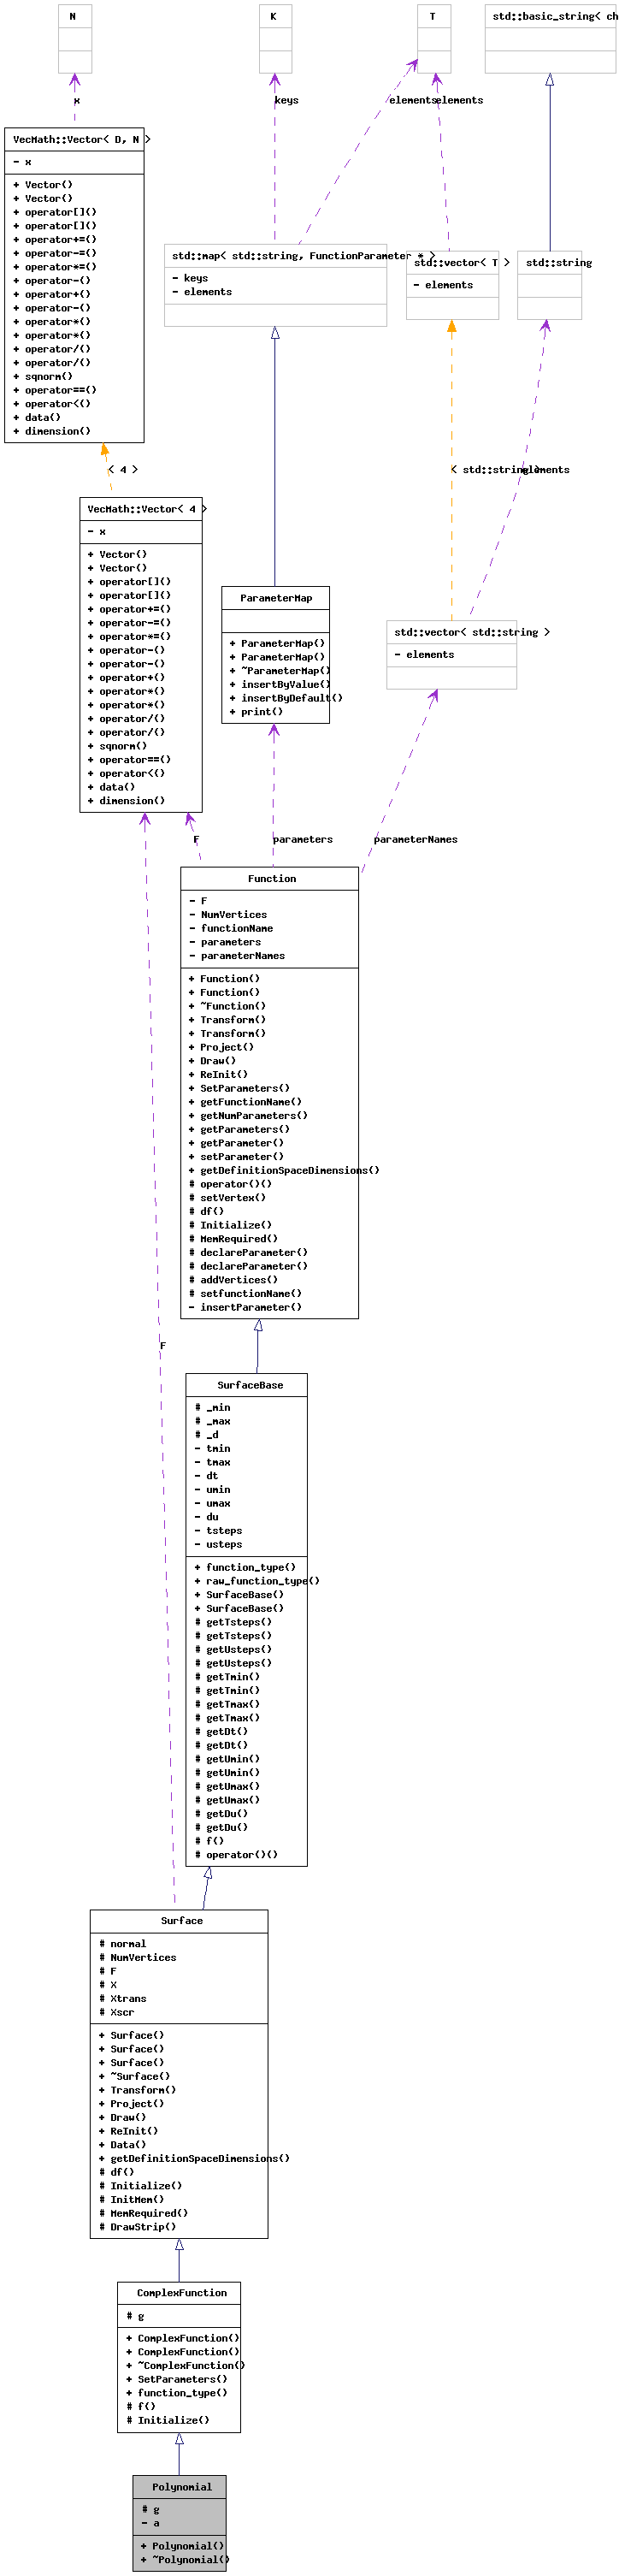 N
K
T
std::basic_string< ch
x
keys
elements
elements
VecMath::Vector< D, N >
- x
+ Vector()
+ Vector()
+ operator[]()
+ operator[]()
+ operator+=()
+ operator-=()
+ operator*=()
+ operator-()
+ operator+()
+ operator-()
+ operator*()
+ operator*()
+ operator/()
+ operator/()
+ sqnorm()
+ operator==()
+ operator<()
+ data()
+ dimension()
std::map< std::string, FunctionParameter * >
- keys
- elements
std::vector< T >
- elements
std::string
< 4 >
< std::string >
elements
VecMath::Vector< 4 >
- x
+ Vector()
+ Vector()
+ operator[]()
+ operator[]()
+ operator+=()
+ operator-=()
+ operator*=()
+ operator-()
+ operator-()
+ operator+()
+ operator*()
+ operator*()
+ operator/()
+ operator/()
+ sqnorm()
+ operator==()
+ operator<()
+ data()
+ dimension()
ParameterMap
+ ParameterMap()
+ ParameterMap()
+ ~ParameterMap()
+ insertByValue()
+ insertByDefault()
+ print()
std::vector< std::string >
- elements
F
parameters
parameterNames
Function
- F
- NumVertices
- functionName
- parameters
- parameterNames
+ Function()
+ Function()
+ ~Function()
+ Transform()
+ Transform()
+ Project()
+ Draw()
+ ReInit()
+ SetParameters()
+ getFunctionName()
+ getNumParameters()
+ getParameters()
+ getParameter()
+ setParameter()
+ getDefinitionSpaceDimensions()
# operator()()
# setVertex()
# df()
# Initialize()
# MemRequired()
# declareParameter()
# declareParameter()
# addVertices()
# setfunctionName()
- insertParameter()
F
SurfaceBase
# _min
# _max
# _d
- tmin
- tmax
- dt
- umin
- umax
- du
- tsteps
- usteps
+ function_type()
+ raw_function_type()
+ SurfaceBase()
+ SurfaceBase()
# getTsteps()
# getTsteps()
# getUsteps()
# getUsteps()
# getTmin()
# getTmin()
# getTmax()
# getTmax()
# getDt()
# getDt()
# getUmin()
# getUmin()
# getUmax()
# getUmax()
# getDu()
# getDu()
# f()
# operator()()
Surface
# normal
# NumVertices
# F
# X
# Xtrans
# Xscr
+ Surface()
+ Surface()
+ Surface()
+ ~Surface()
+ Transform()
+ Project()
+ Draw()
+ ReInit()
+ Data()
+ getDefinitionSpaceDimensions()
# df()
# Initialize()
# InitMem()
# MemRequired()
# DrawStrip()
ComplexFunction
# g
+ ComplexFunction()
+ ComplexFunction()
+ ~ComplexFunction()
+ SetParameters()
+ function_type()
# f()
# Initialize()
Polynomial
# g
- a
+ Polynomial()
+ ~Polynomial()